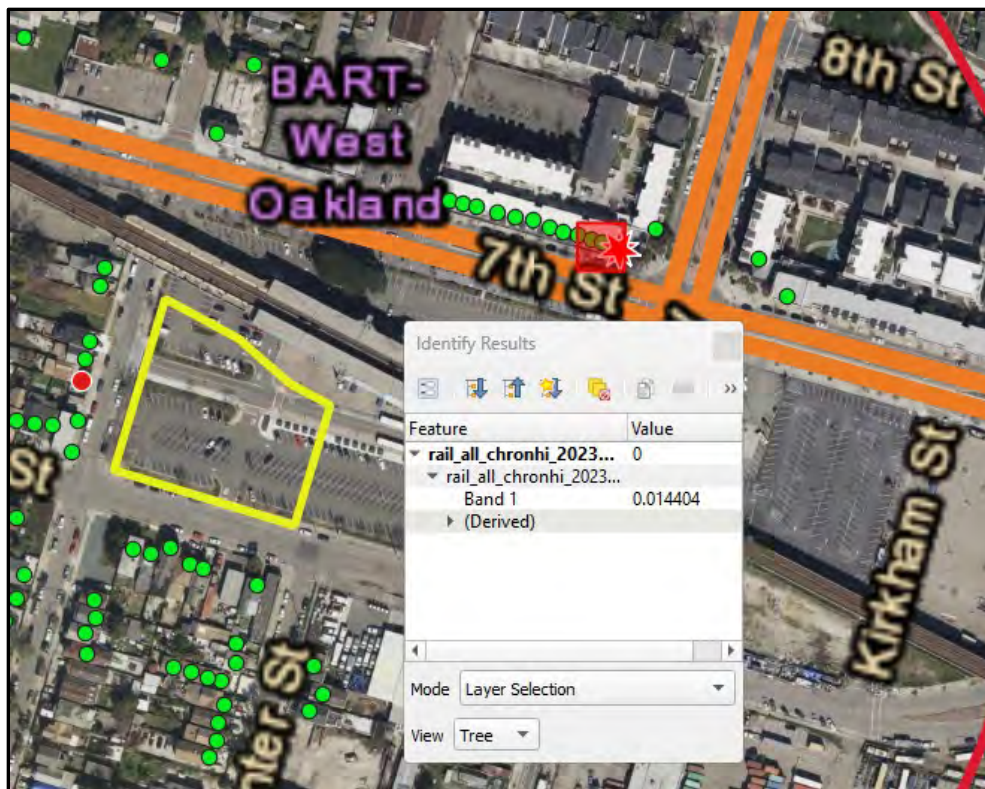 8th St
BART-
West
Oakland
7th St
Identify Results
»
Feature Value
rail_all_chronhi_2023... 0
rail_all_chronhi_2023...
Band 1 0.014404
(Derived)
St
Kirkham St
Mode Layer Selection
View Tree
nter St